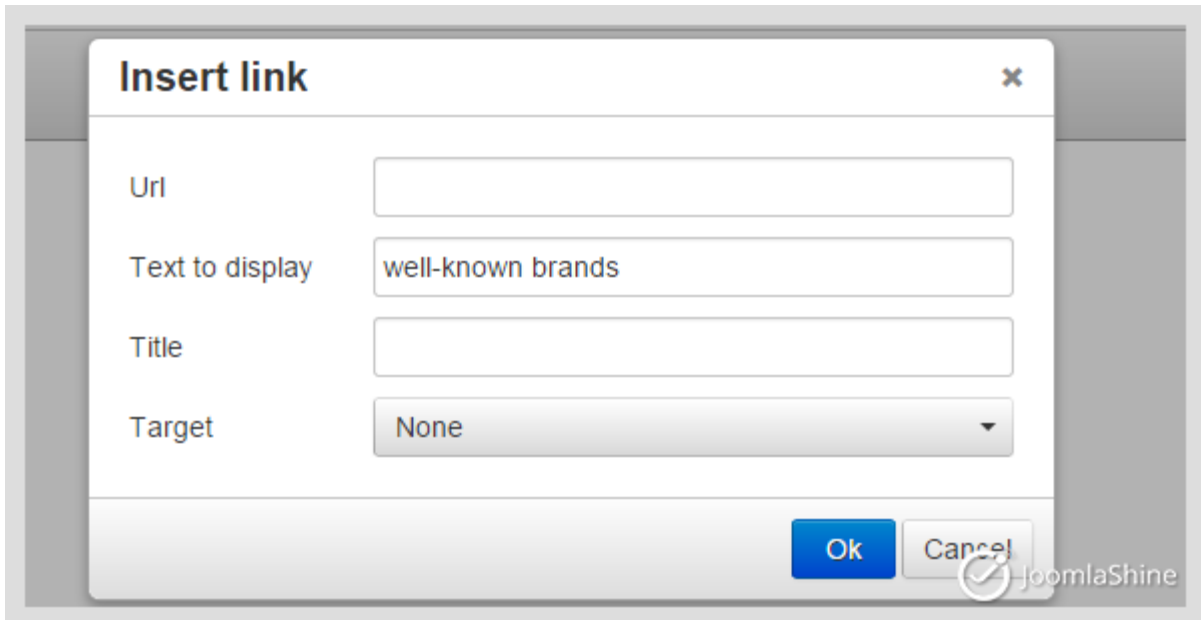 Insert link
Url
Text to display
well-known brands
Title
Target
None
Ok
Cancel
JoomlaShine